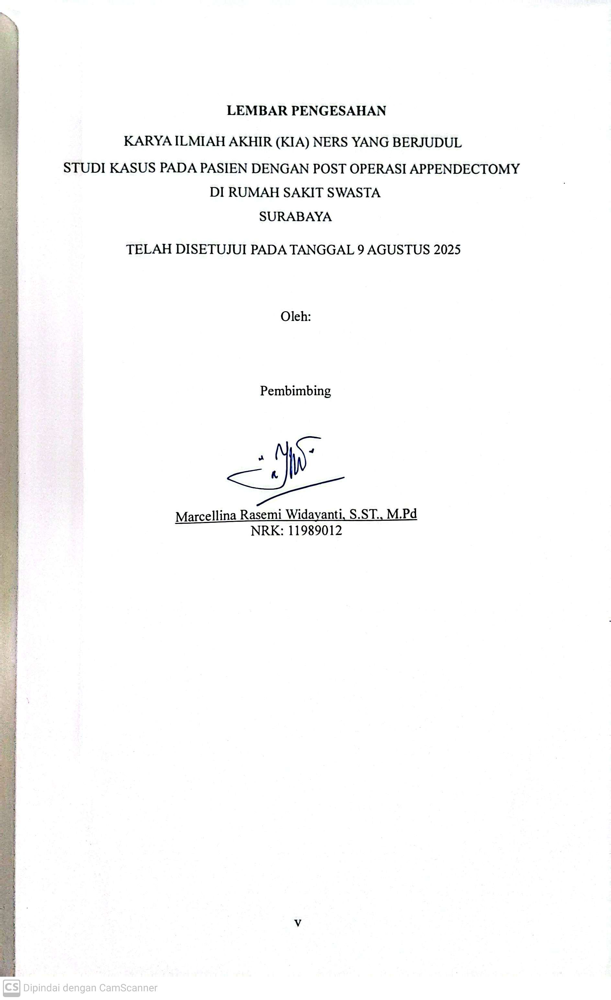 LEMBAR PENGESAHAN
KARYA ILMIAH AKHIR (KIA) NERS YANG BERJUDUL
STUDI KASUS PADA PASIEN DENGAN POST OPERASI APPENDECTOMY
DI RUMAH SAKIT SWASTA
SURABAYA
TELAH DISETUJUI PADA TANGGAL 9 AGUSTUS 2025
Oleh:
Pembimbing
Marcellina Rasemi Widayanti, S.ST., M.Pd
NRK: 11989012
v
CS Dipindai dengan CamScanner